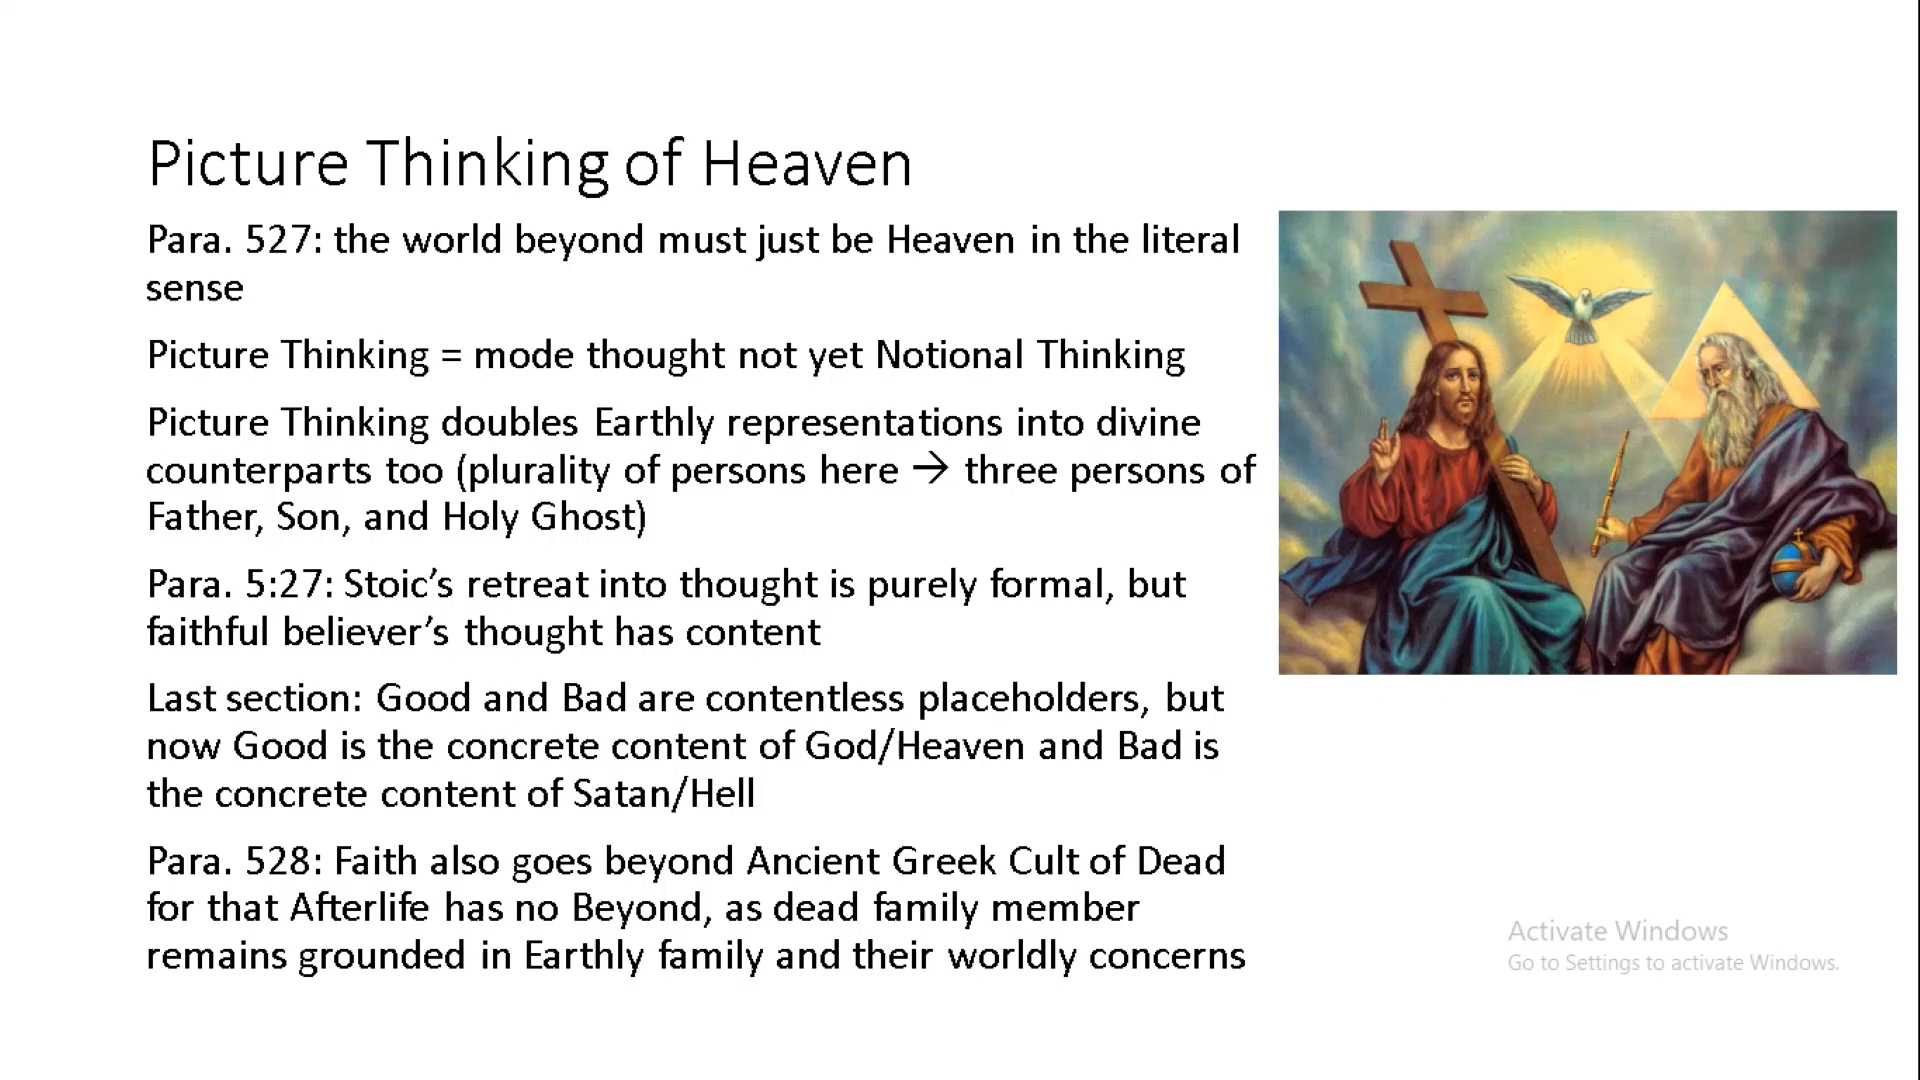 Picture Thinking of Heaven
Para. 527: the world beyond must just be Heaven in the literal
sense
Picture Thinking = mode thought not yet Notional Thinking
Picture Thinking doubles Earthly representations into divine
counterparts too (plurality of persons here → three persons of
Father, Son, and Holy Ghost)
Para. 5:27: Stoic’s retreat into thought is purely formal, but
faithful believer’s thought has content
Last section: Good and Bad are contentless placeholders, but
now Good is the concrete content of God/Heaven and Bad is
the concrete content of Satan/Hell
Para. 528: Faith also goes beyond Ancient Greek Cult of Dead
for that Afterlife has no Beyond, as dead family member
remains grounded in Earthly family and their worldly concerns
Activate Windows
Go to Settings to activate Windows.